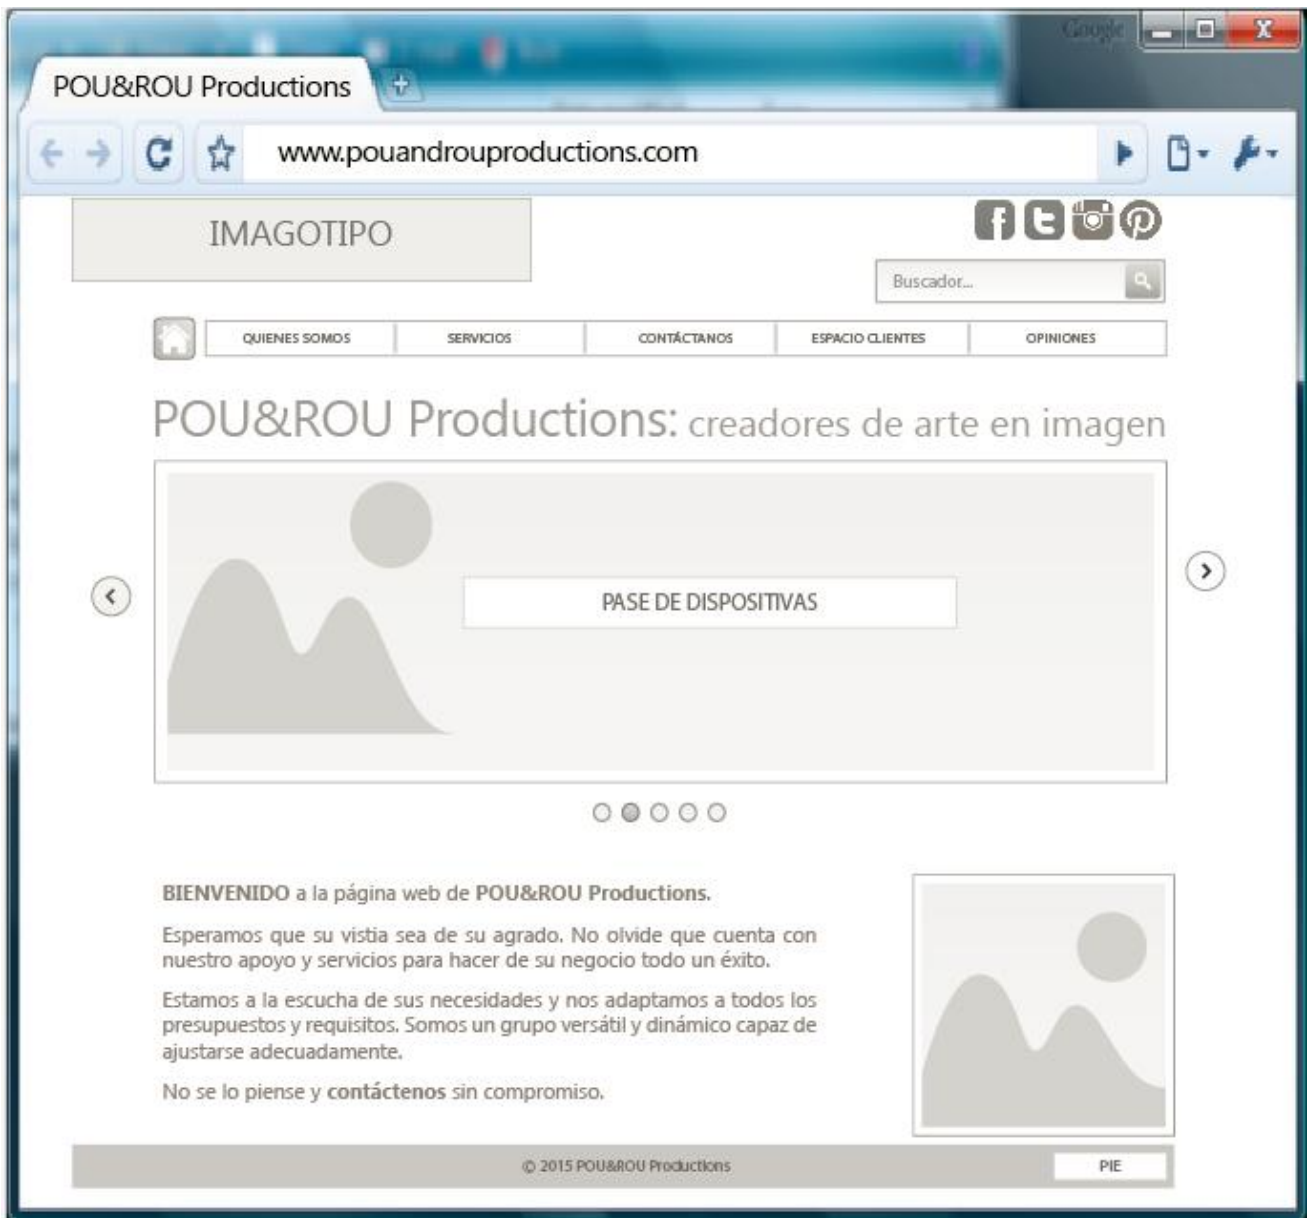 Google
POU&ROU Productions
www.pouandrouproductions.com
IMAGOTIPO
Buscador...
QUIENES SOMOS
SERVICIOS
CONTÁCTANOS
ESPACIO CLIENTES
OPINIONES
POU&ROU Productions: creadores de arte en imagen
PASE DE DISPOSITIVAS
BIENVENIDO a la página web de POU&ROU Productions.
Esperamos que su vistia sea de su agrado. No olvide que cuenta con
nuestro apoyo y servicios para hacer de su negocio todo un éxito.
Estamos a la escucha de sus necesidades y nos adaptamos a todos los
presupuestos y requisitos. Somos un grupo versátil y dinámico capaz de
ajustarse adecuadamente.
No se lo piense y contáctenos sin compromiso.
© 2015 POU&ROU Productions
PIE